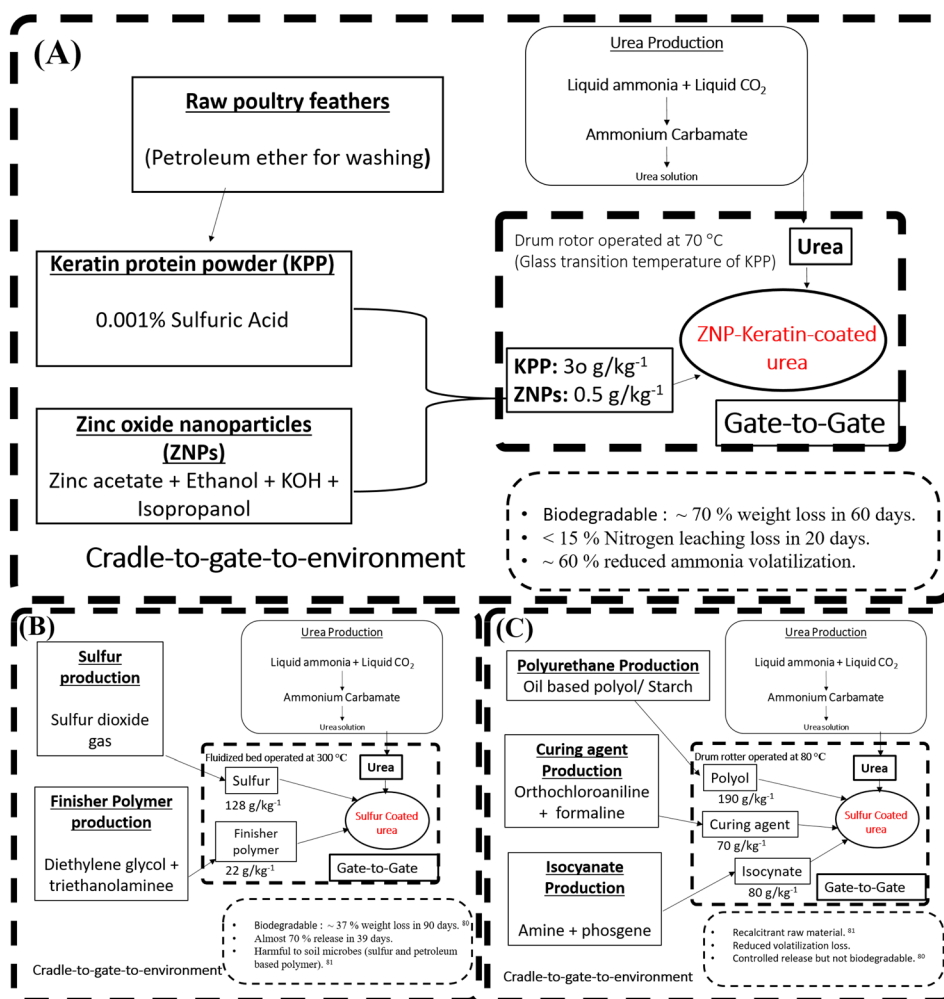 (A)
Raw poultry feathers
(Petroleum ether for washing)
Keratin protein powder (KPP)
0.001% Sulfuric Acid
Zinc oxide nanoparticles
(ZNPs)
Zinc acetate + Ethanol + KOH +
Isopropanol
Urea Production
Liquid ammonia + Liquid CO₂
Ammonium Carbamate
Urea solution
Drum rotor operated at 70 °C
(Glass transition temperature of KPP)
Urea
ZNP-Keratin-coated
urea
KPP: 3o g/kg⁻¹
ZNPs: 0.5 g/kg⁻¹
Gate-to-Gate
• Biodegradable : ~ 70 % weight loss in 60 days.
• < 15 % Nitrogen leaching loss in 20 days.
• ~ 60 % reduced ammonia volatilization.
Cradle-to-gate-to-environment
(B)
Sulfur
production
Sulfur dioxide
gas
Finisher Polymer
production
Diethylene glycol +
triethanolaminee
Urea Production
Liquid ammonia + Liquid CO₂
Ammonium Carbamate
Urea solution
Fluidized bed operated at 300 °C
Urea
Sulfur
128 g/kg⁻¹
Finisher
polymer
22 g/kg⁻¹
Sulfur Coated
urea
Gate-to-Gate
• Biodegradable : ~ 37 % weight loss in 90 days. ⁸⁰
• Almost 70 % release in 39 days.
• Harmful to soil microbes (sulfur and petroleum
based polymer). ⁸¹
Cradle-to-gate-to-environment
(C)
Polyurethane Production
Oil based polyol/ Starch
Curing agent
Production
Orthochloroaniline
+ formaline
Isocyanate
Production
Amine + phosgene
Urea Production
Liquid ammonia + Liquid CO₂
Ammonium Carbamate
Urea solution
Drum rotter operated at 80 °C
Urea
Polyol
190 g/kg⁻¹
Curing agent
70 g/kg⁻¹
Isocynate
80 g/kg⁻¹
Sulfur Coated
urea
Gate-to-Gate
• Recalcitrant raw material. ⁸¹
• Reduced volatilization loss.
• Controlled release but not biodegradable. ⁸⁰
Cradle-to-gate-to-environment